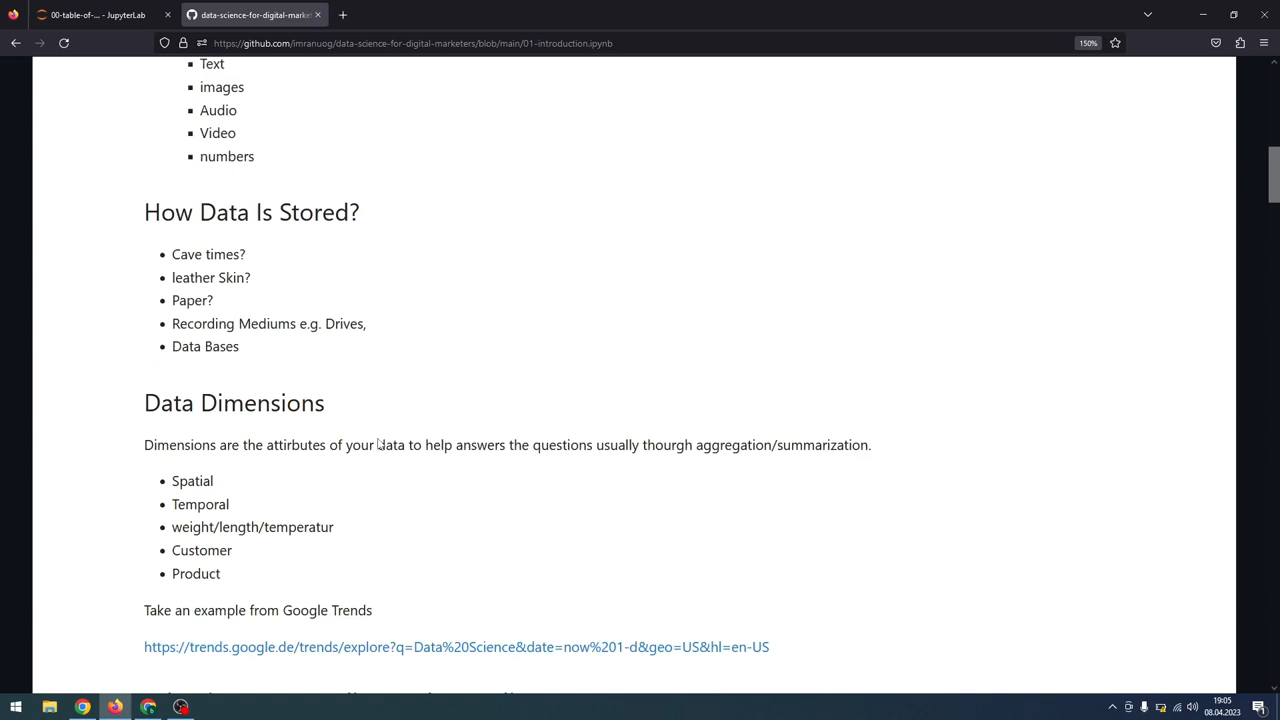 00-table-of-... - JupyterLab
data-science-for-digital-market
https://github.com/imranuog/data-science-for-digital-marketers/blob/main/01-introduction.ipynb
150%
Text
images
Audio
Video
numbers
How Data Is Stored?
Cave times?
leather Skin?
Paper?
Recording Mediums e.g. Drives,
Data Bases
Data Dimensions
Dimensions are the attirbutes of your data to help answers the questions usually thourgh aggregation/summarization.
Spatial
Temporal
weight/length/temperatur
Customer
Product
Take an example from Google Trends
https://trends.google.de/trends/explore?q=Data%20Science&date=now%201-d&geo=US&hl=en-US
19:05
08.04.2023